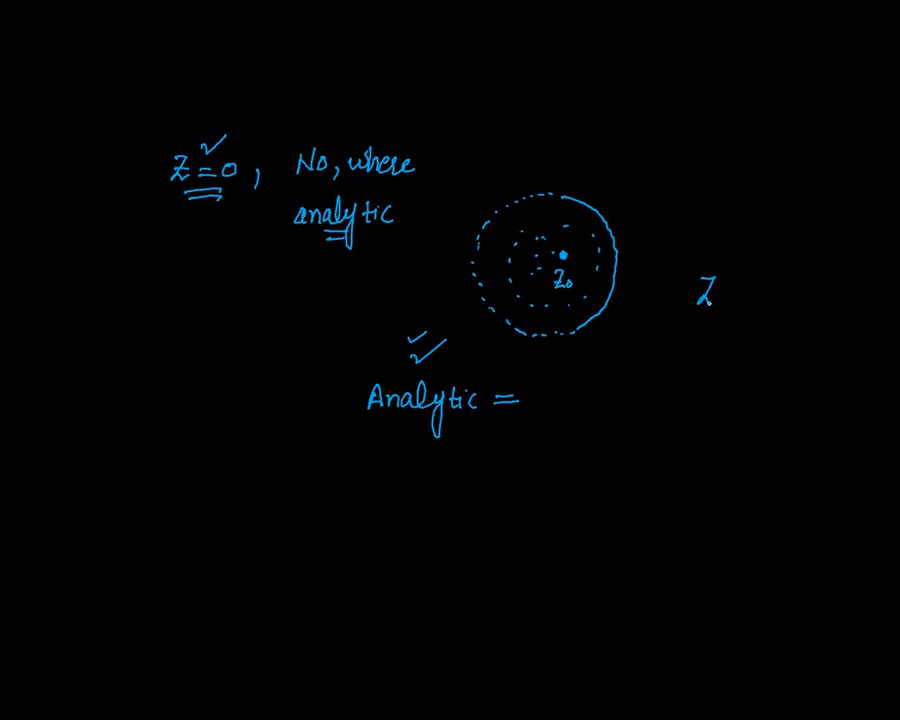 Z = 0, No, where
analytic
Z₀
Z
Analytic =